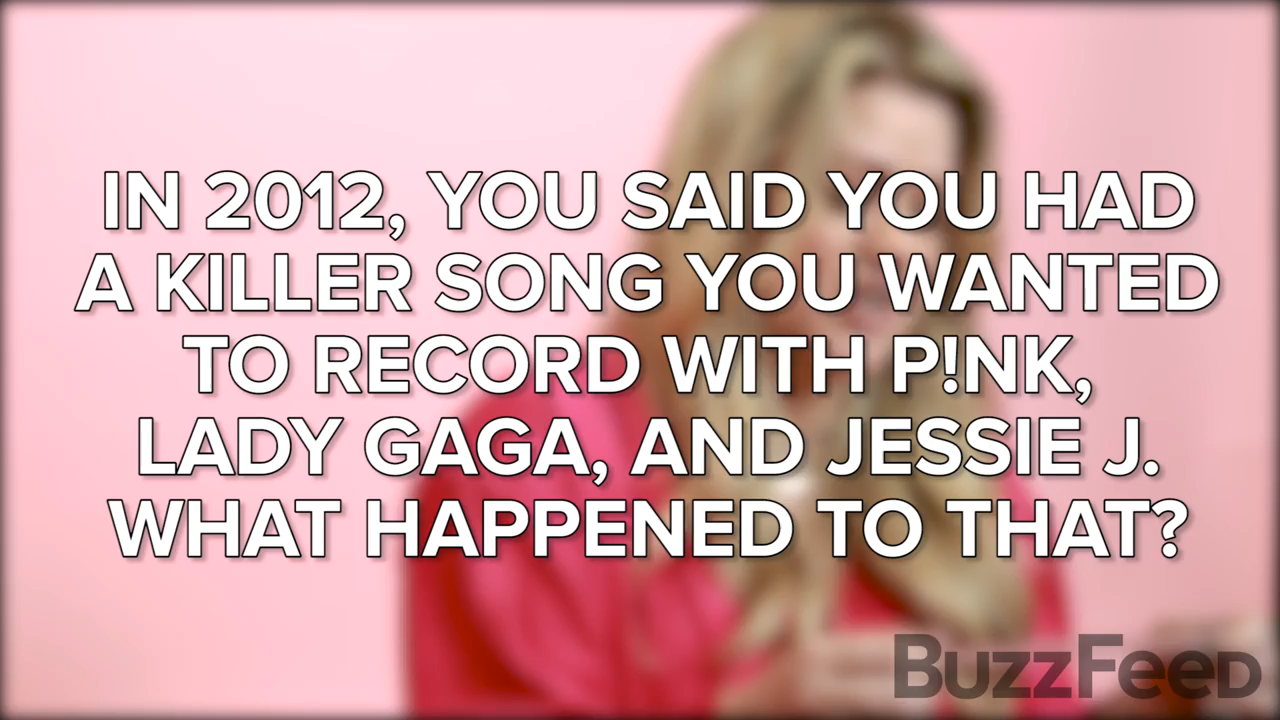 IN 2012, YOU SAID YOU HAD
A KILLER SONG YOU WANTED
TO RECORD WITH P!NK,
LADY GAGA, AND JESSIE J.
WHAT HAPPENED TO THAT?
BuzzFeed